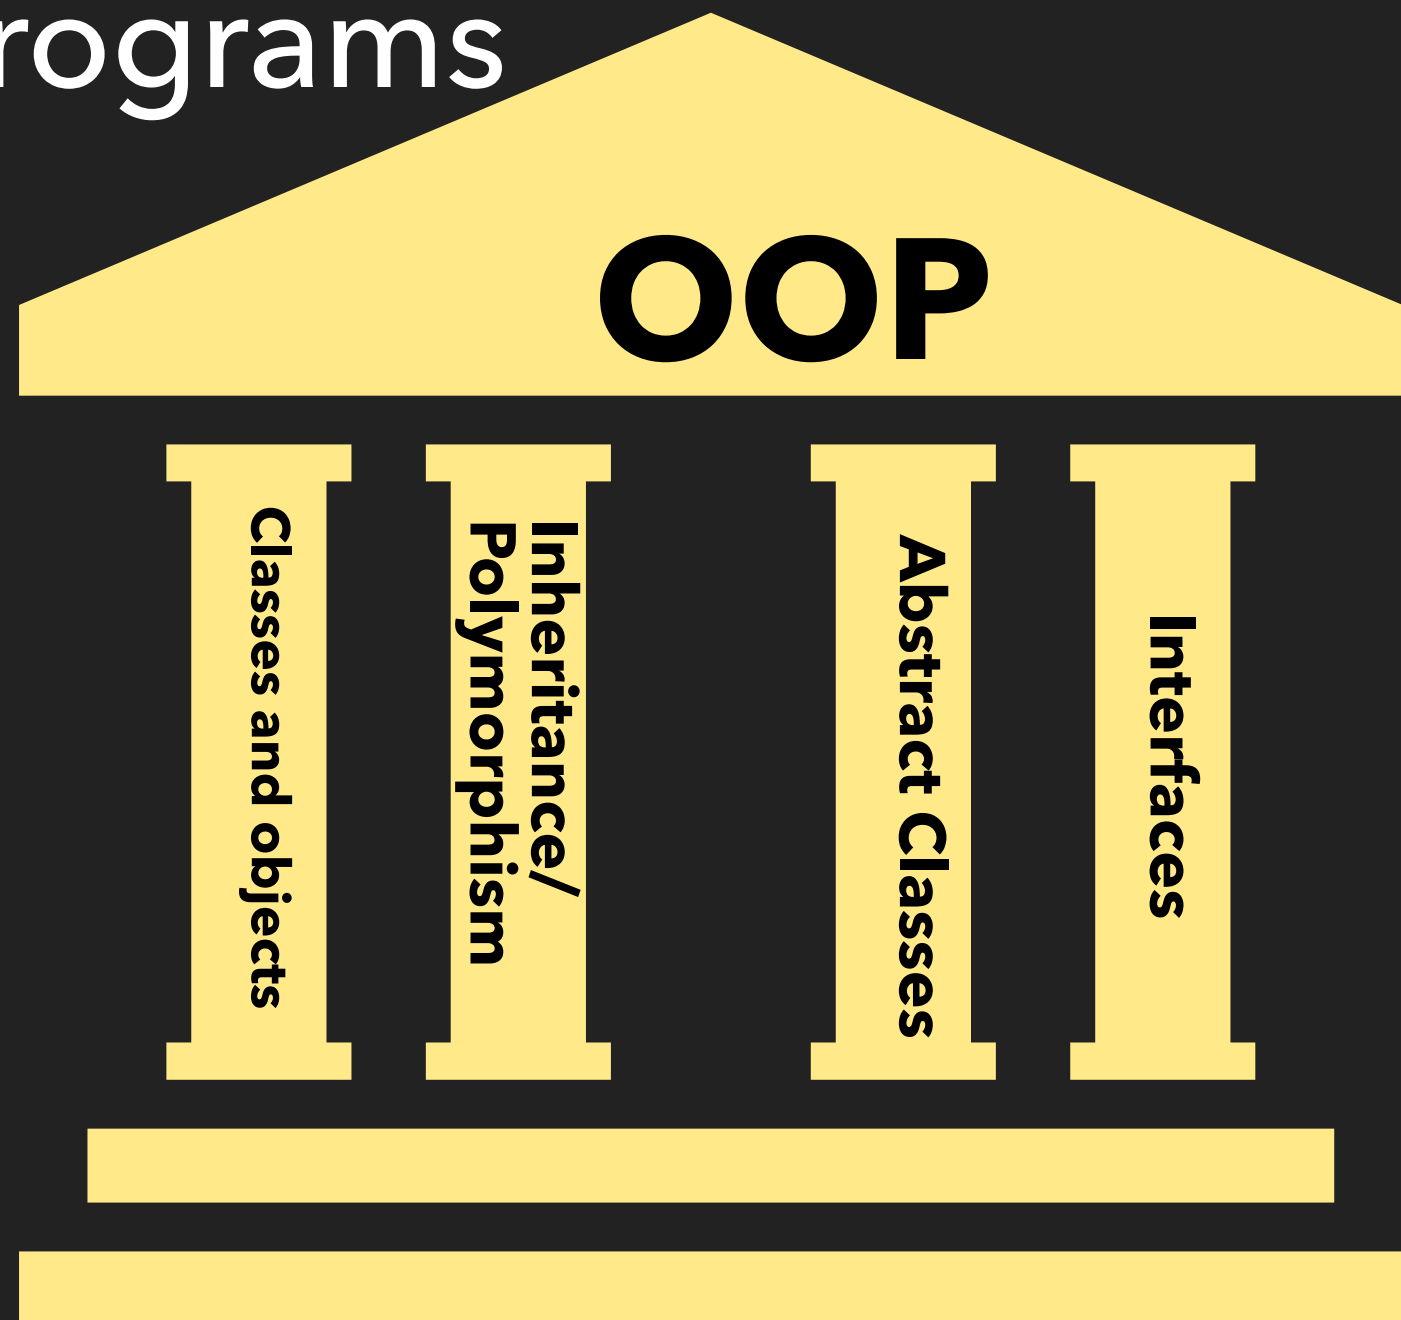 rograms
OOP
Classes and objects
Inheritance/
Polymorphism
Abstract Classes
Interfaces